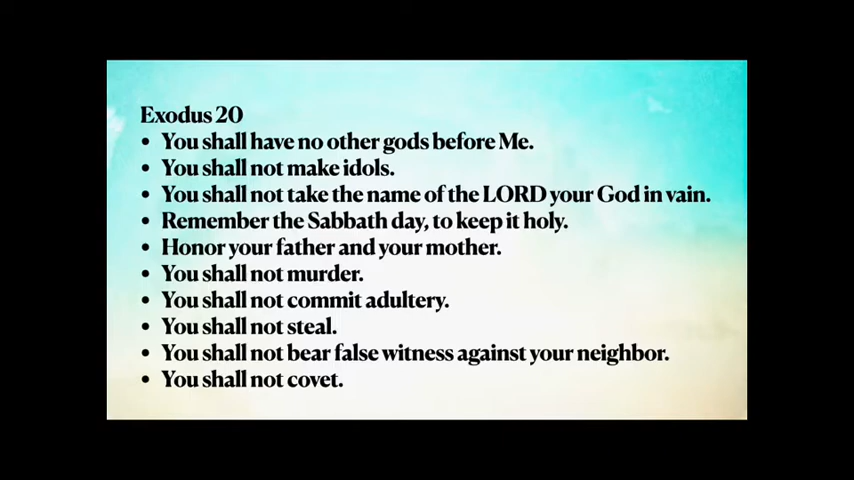 Exodus 20
• You shall have no other gods before Me.
• You shall not make idols.
• You shall not take the name of the LORD your God in vain.
• Remember the Sabbath day, to keep it holy.
• Honor your father and your mother.
• You shall not murder.
• You shall not commit adultery.
• You shall not steal.
• You shall not bear false witness against your neighbor.
• You shall not covet.